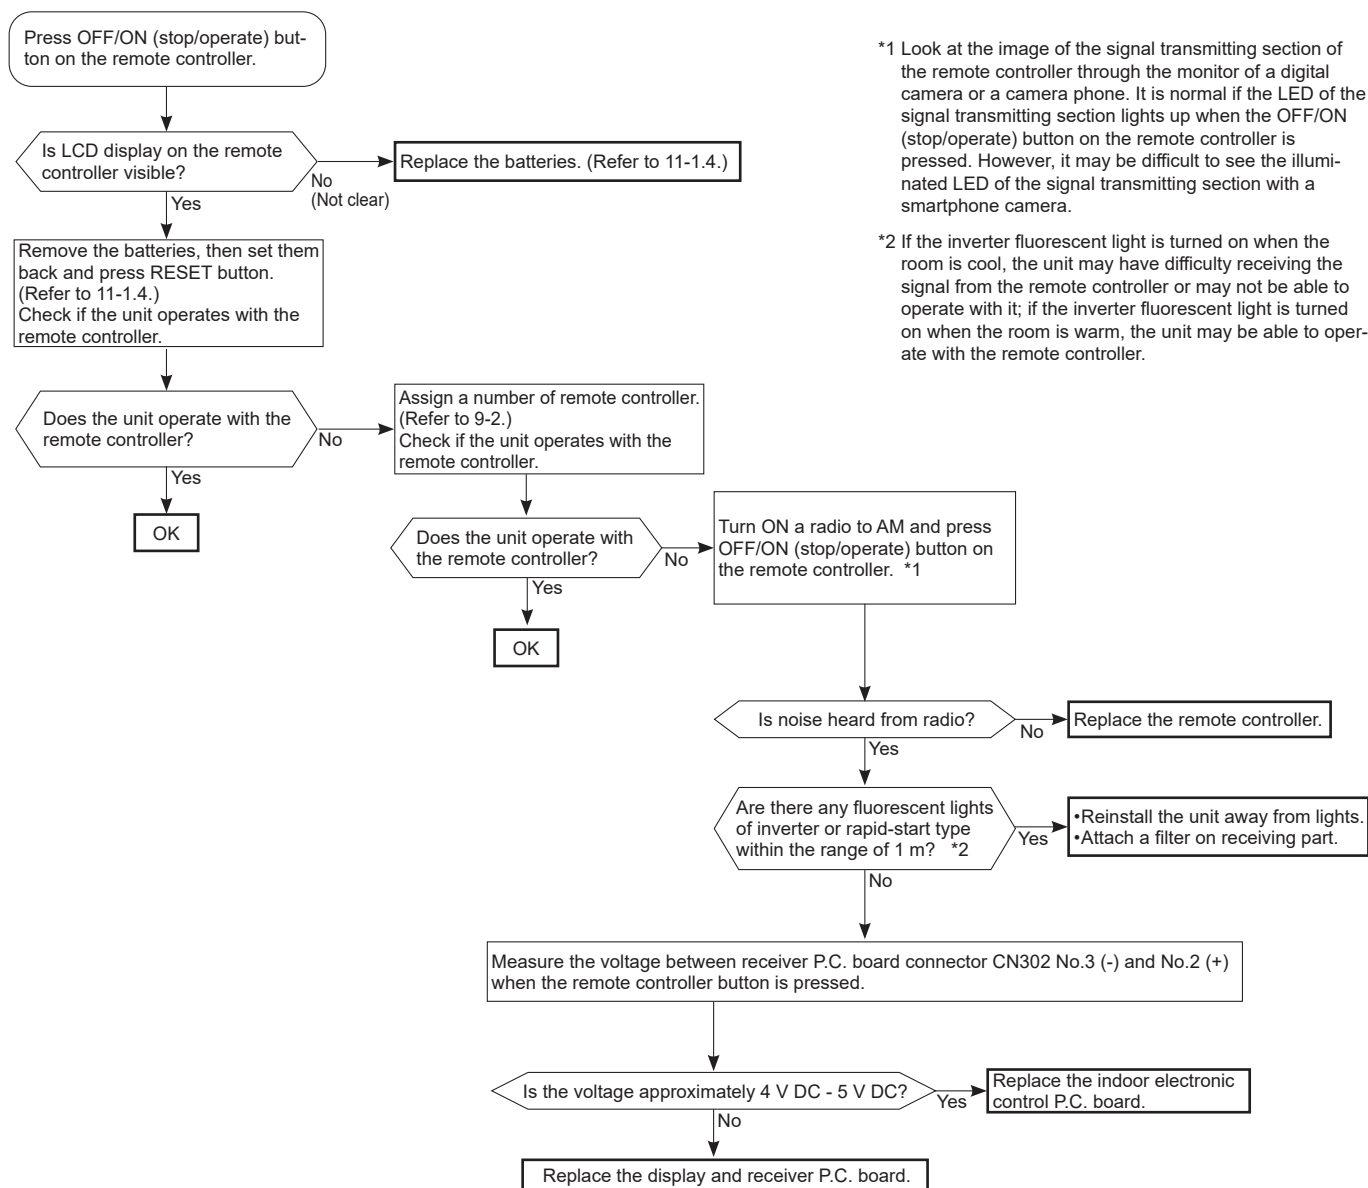 Press OFF/ON (stop/operate) but-
ton on the remote controller.
Is LCD display on the remote
controller visible?
No
(Not clear)
Replace the batteries. (Refer to 11-1.4.)
Yes
Remove the batteries, then set them
back and press RESET button.
(Refer to 11-1.4.)
Check if the unit operates with the
remote controller.
Does the unit operate with the
remote controller?
No
Yes
OK
Assign a number of remote controller.
(Refer to 9-2.)
Check if the unit operates with the
remote controller.
Does the unit operate with
the remote controller?
No
Yes
OK
Turn ON a radio to AM and press
OFF/ON (stop/operate) button on
the remote controller. *1
Is noise heard from radio?
No
Replace the remote controller.
Yes
Are there any fluorescent lights
of inverter or rapid-start type
within the range of 1 m? *2
Yes
•Reinstall the unit away from lights.
•Attach a filter on receiving part.
No
Measure the voltage between receiver P.C. board connector CN302 No.3 (-) and No.2 (+)
when the remote controller button is pressed.
Is the voltage approximately 4 V DC - 5 V DC?
Yes
Replace the indoor electronic
control P.C. board.
No
Replace the display and receiver P.C. board.
*1 Look at the image of the signal transmitting section of
the remote controller through the monitor of a digital
camera or a camera phone. It is normal if the LED of the
signal transmitting section lights up when the OFF/ON
(stop/operate) button on the remote controller is
pressed. However, it may be difficult to see the illumi-
nated LED of the signal transmitting section with a
smartphone camera.
*2 If the inverter fluorescent light is turned on when the
room is cool, the unit may have difficulty receiving the
signal from the remote controller or may not be able to
operate with it; if the inverter fluorescent light is turned
on when the room is warm, the unit may be able to oper-
ate with the remote controller.